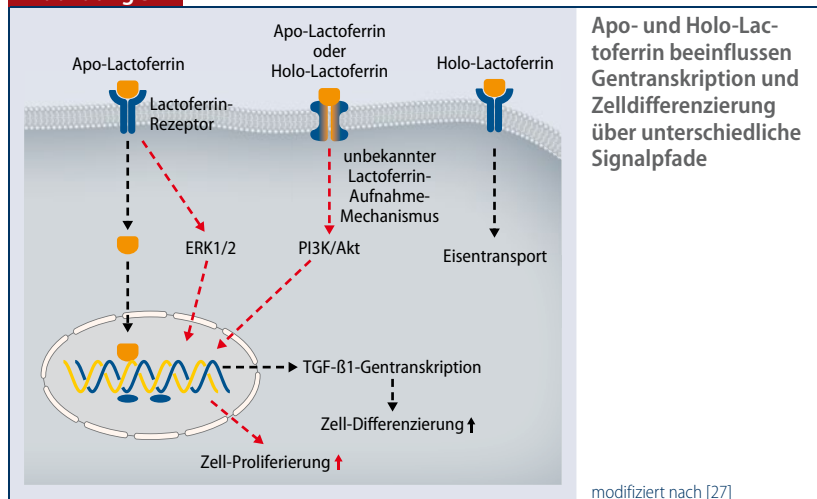 Apo- und Holo-Lac-
toferrin beeinflussen
Gentranskription und
Zelldifferenzierung
über unterschiedliche
Signalpfade
Apo-Lactoferrin
Lactoferrin-
Rezeptor
Apo-Lactoferrin
oder
Holo-Lactoferrin
Holo-Lactoferrin
unbekannter
Lactoferrin-
Aufnahme-
Mechanismus
ERK1/2
PI3K/Akt
Eisentransport
TGF-ß1-Gentranskription
Zell-Differenzierung
Zell-Proliferierung
modifiziert nach [27]